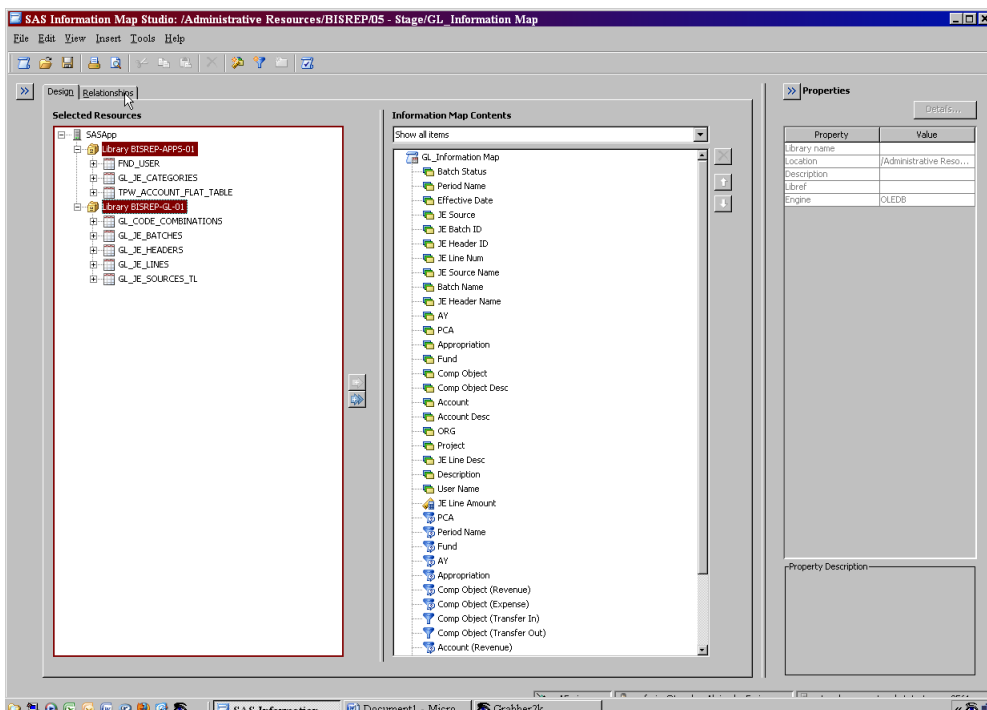 SAS Information Map Studio: /Administrative Resources/BISREP/05 - Stage/GL_Information Map
File Edit View Insert Tools Help
Design Relationships
Selected Resources
SASApp
Library BISREP-APPS-01
FND_USER
GL_JE_CATEGORIES
TPW_ACCOUNT_FLAT_TABLE
Library BISREP-GL-01
GL_CODE_COMBINATIONS
GL_JE_BATCHES
GL_JE_HEADERS
GL_JE_LINES
GL_JE_SOURCES_TL
Information Map Contents
Show all items
GL_Information Map
Batch Status
Period Name
Effective Date
JE Source
JE Batch ID
JE Header ID
JE Line Num
JE Source Name
Batch Name
JE Header Name
AY
PCA
Appropriation
Fund
Comp Object
Comp Object Desc
Account
Account Desc
ORG
Project
JE Line Desc
Description
User Name
JE Line Amount
PCA
Period Name
Fund
AY
Appropriation
Comp Object (Revenue)
Comp Object (Expense)
Comp Object (Transfer In)
Comp Object (Transfer Out)
Account (Revenue)
Properties
Details...
Property Value
Library name
Location /Administrative Reso...
Description
Libref
Engine OLEDB
Property Description
SAS Information ...
Document1 - Micro...
Grabber2k